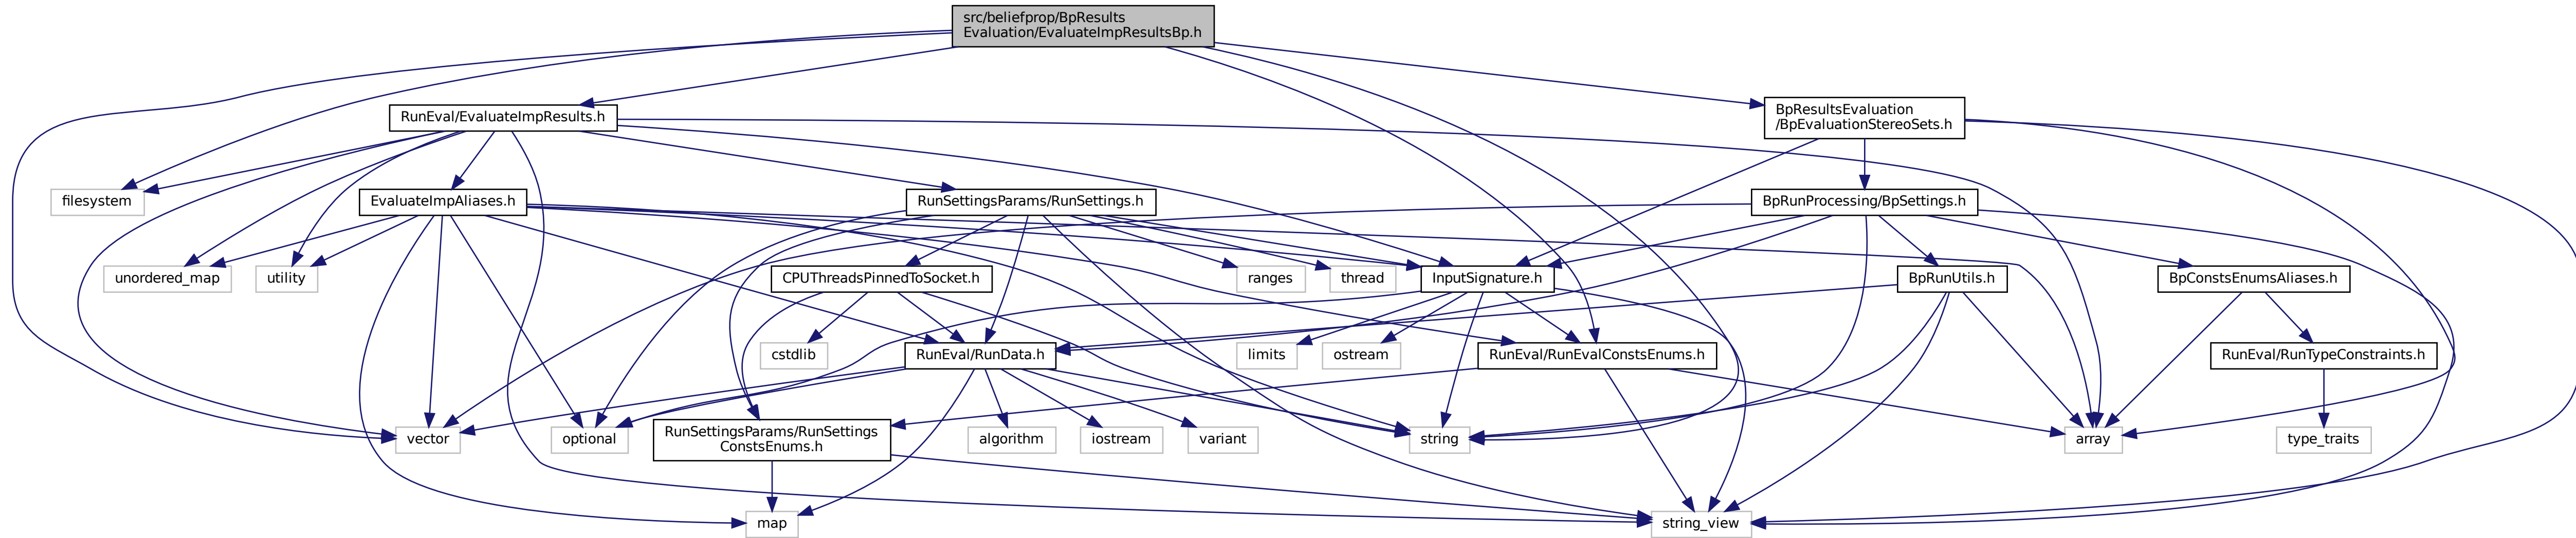 src/beliefprop/BpResults
Evaluation/EvaluateImpResultsBp.h
RunEval/EvaluateImpResults.h
BpResultsEvaluation
/BpEvaluationStereoSets.h
filesystem
EvaluateImpAliases.h
RunSettingsParams/RunSettings.h
BpRunProcessing/BpSettings.h
unordered_map
utility
CPUThreadsPinnedToSocket.h
ranges
thread
InputSignature.h
BpRunUtils.h
BpConstsEnumsAliases.h
cstdlib
RunEval/RunData.h
limits
ostream
RunEval/RunEvalConstsEnums.h
RunEval/RunTypeConstraints.h
vector
optional
RunSettingsParams/RunSettings
ConstsEnums.h
algorithm
iostream
variant
string
array
type_traits
map
string_view